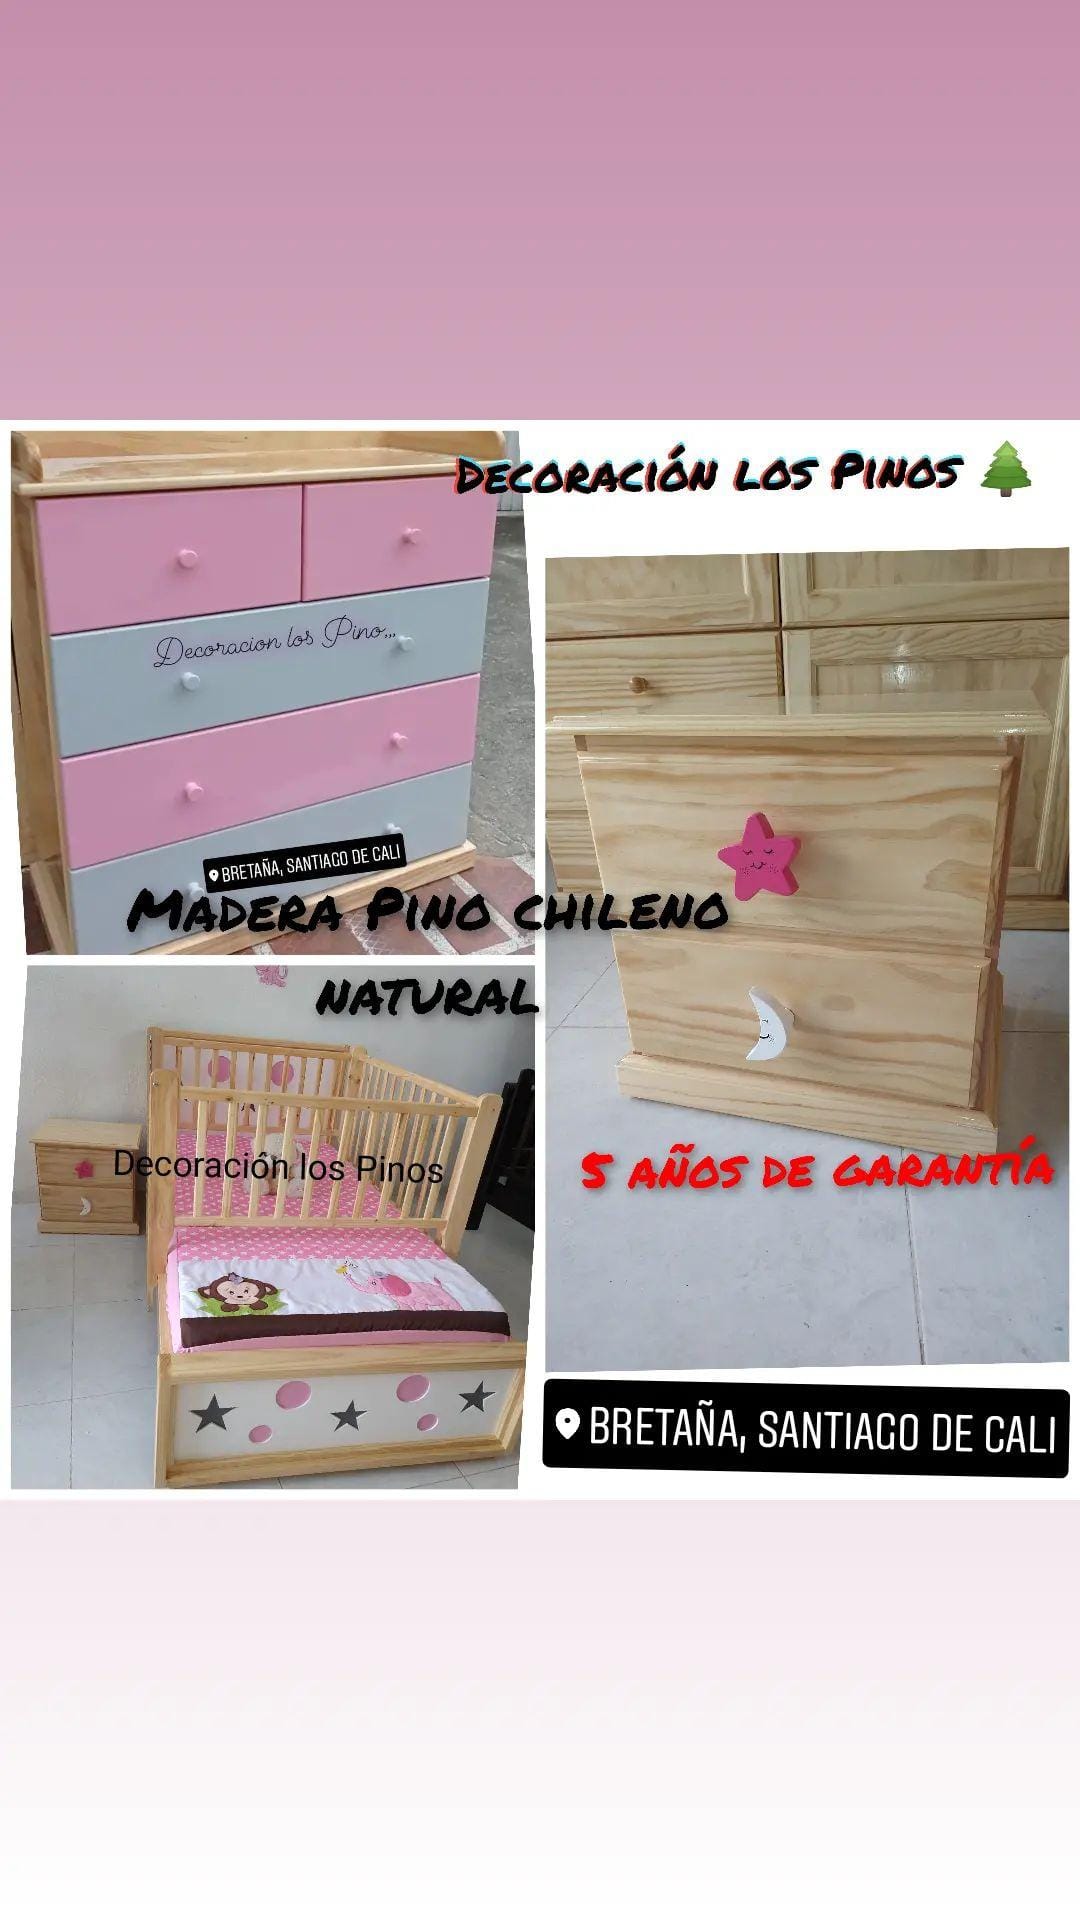 Decoración los Pinos
Decoracion los Pino,,,
BRETAÑA, SANTIAGO DE CALI
Madera Pino chileno
natural
Decoración los Pinos
5 años de garantía
BRETAÑA, SANTIAGO DE CALI